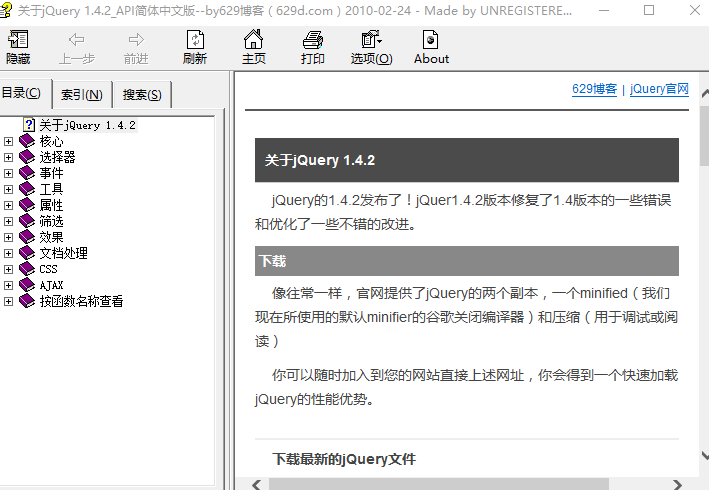 关于jQuery 1.4.2_API简体中文版--by629博客（629d.com）2010-02-24 - Made by UNREGISTERE...
隐藏 上一步 前进 刷新 主页 打印 选项(O) About
目录(C) 索引(N) 搜索(S)
关于jQuery 1.4.2
核心
选择器
事件
工具
属性
筛选
效果
文档处理
CSS
AJAX
按函数名称查看
629博客 | jQuery官网
关于jQuery 1.4.2
jQuery的1.4.2发布了！jQuer1.4.2版本修复了1.4版本的一些错误
和优化了一些不错的改进。
下载
像往常一样，官网提供了jQuery的两个副本，一个minified（我们
现在所使用的默认minifier的谷歌关闭编译器）和压缩（用于调试或阅
读）
你可以随时加入到您的网站直接上述网址，你会得到一个快速加载
jQuery的性能优势。
下载最新的jQuery文件